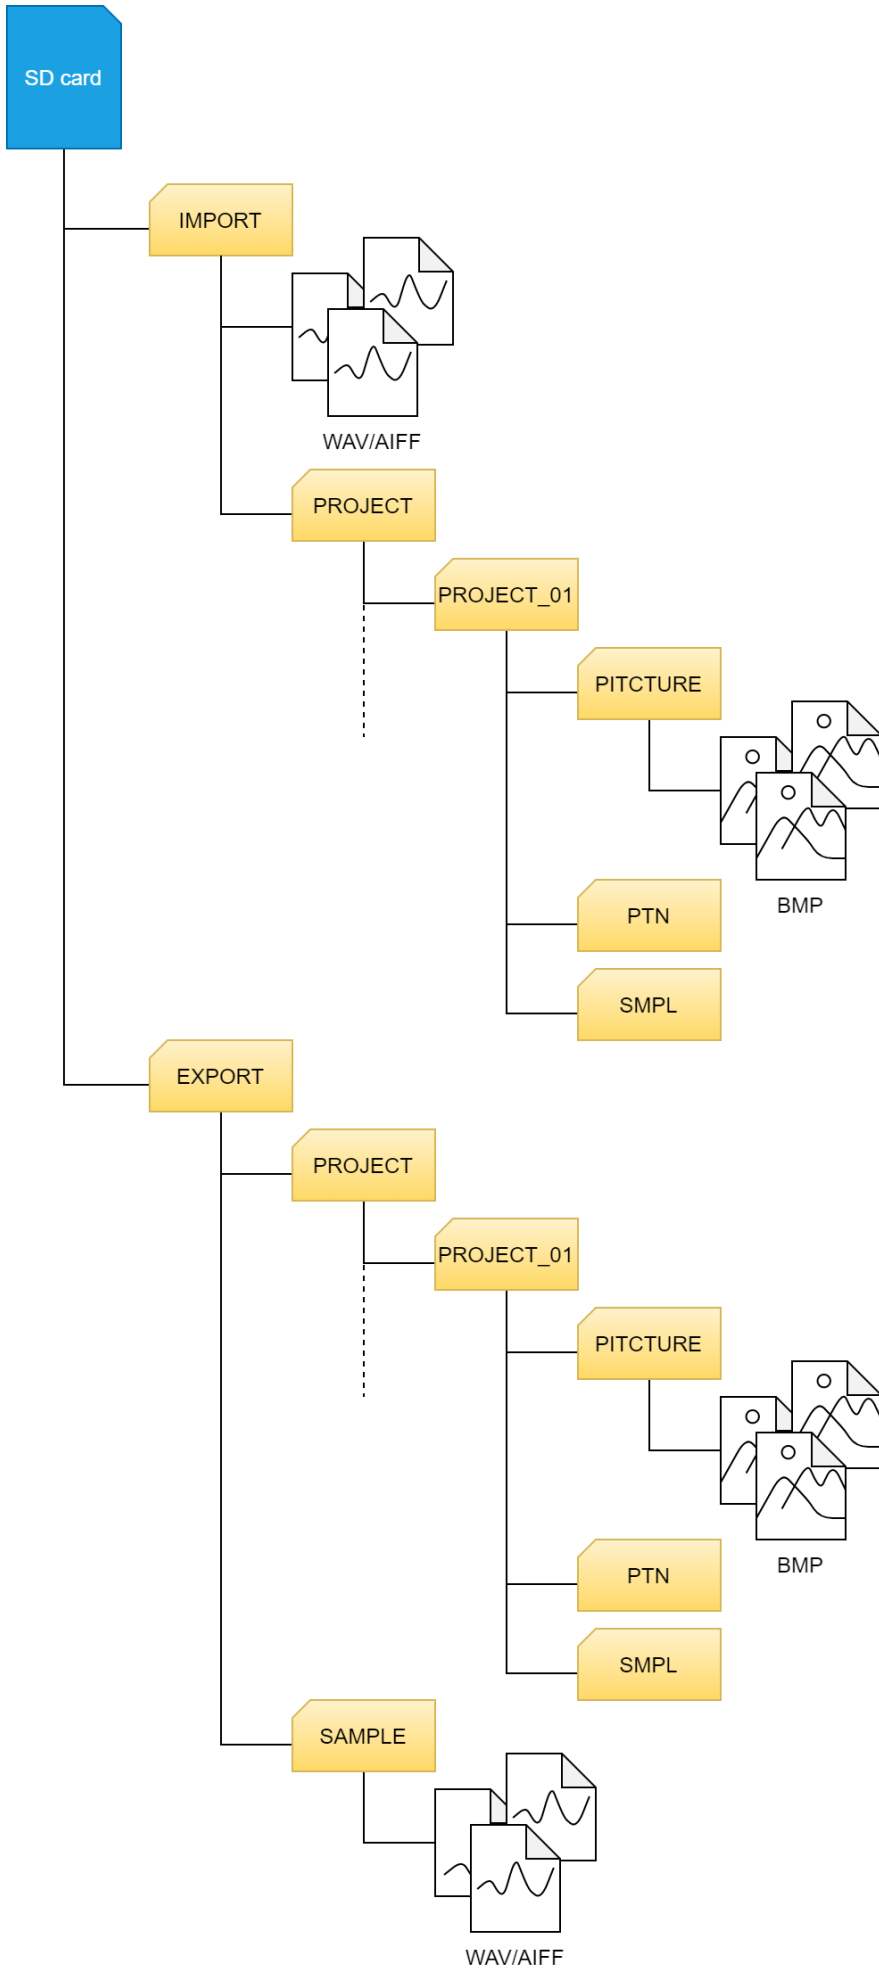 SD card
IMPORT
WAV/AIFF
PROJECT
PROJECT_01
PITCTURE
BMP
PTN
SMPL
EXPORT
PROJECT
PROJECT_01
PITCTURE
BMP
PTN
SMPL
SAMPLE
WAV/AIFF